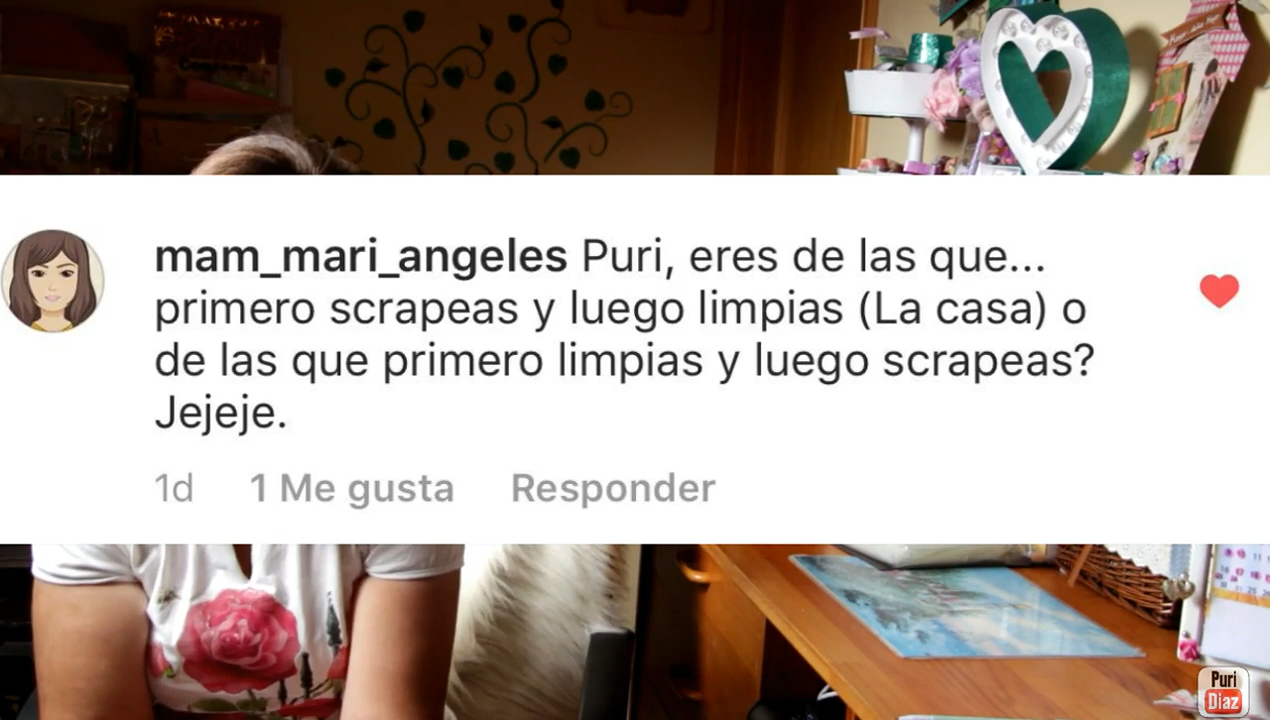 mam_mari_angeles Puri, eres de las que...
primero scrapeas y luego limpias (La casa) o
de las que primero limpias y luego scrapeas?
Jejeje.
1d 1 Me gusta Responder
Puri
Diaz